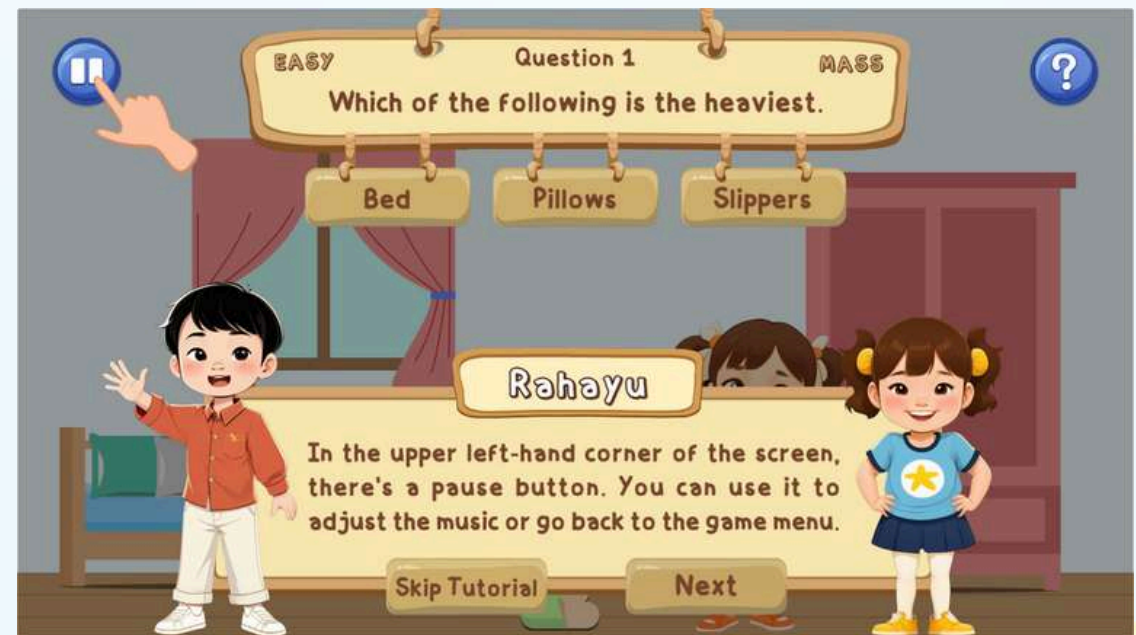 EASY
Question 1
MASS
Which of the following is the heaviest.
Bed
Pillows
Slippers
Rahayu
In the upper left-hand corner of the screen,
there's a pause button. You can use it to
adjust the music or go back to the game menu.
Skip Tutorial
Next
?